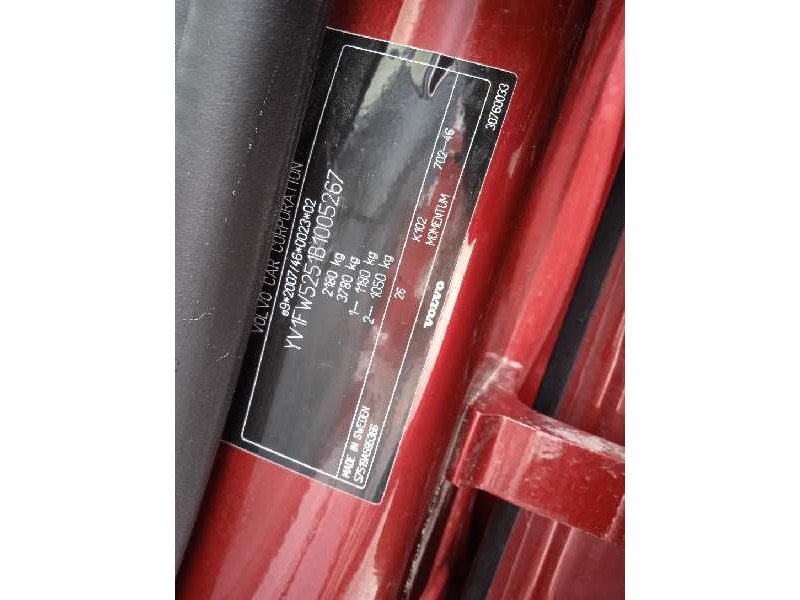 VOLVO CAR CORPORATION
e9*2007/46*0023*02
YV1FW5251B1005267
2180 kg
3780 kg
1— 1180 kg
2— 1050 kg
26 K102 702-46
VOLVO MOMENTUM
MADE IN SWEDEN
30760033